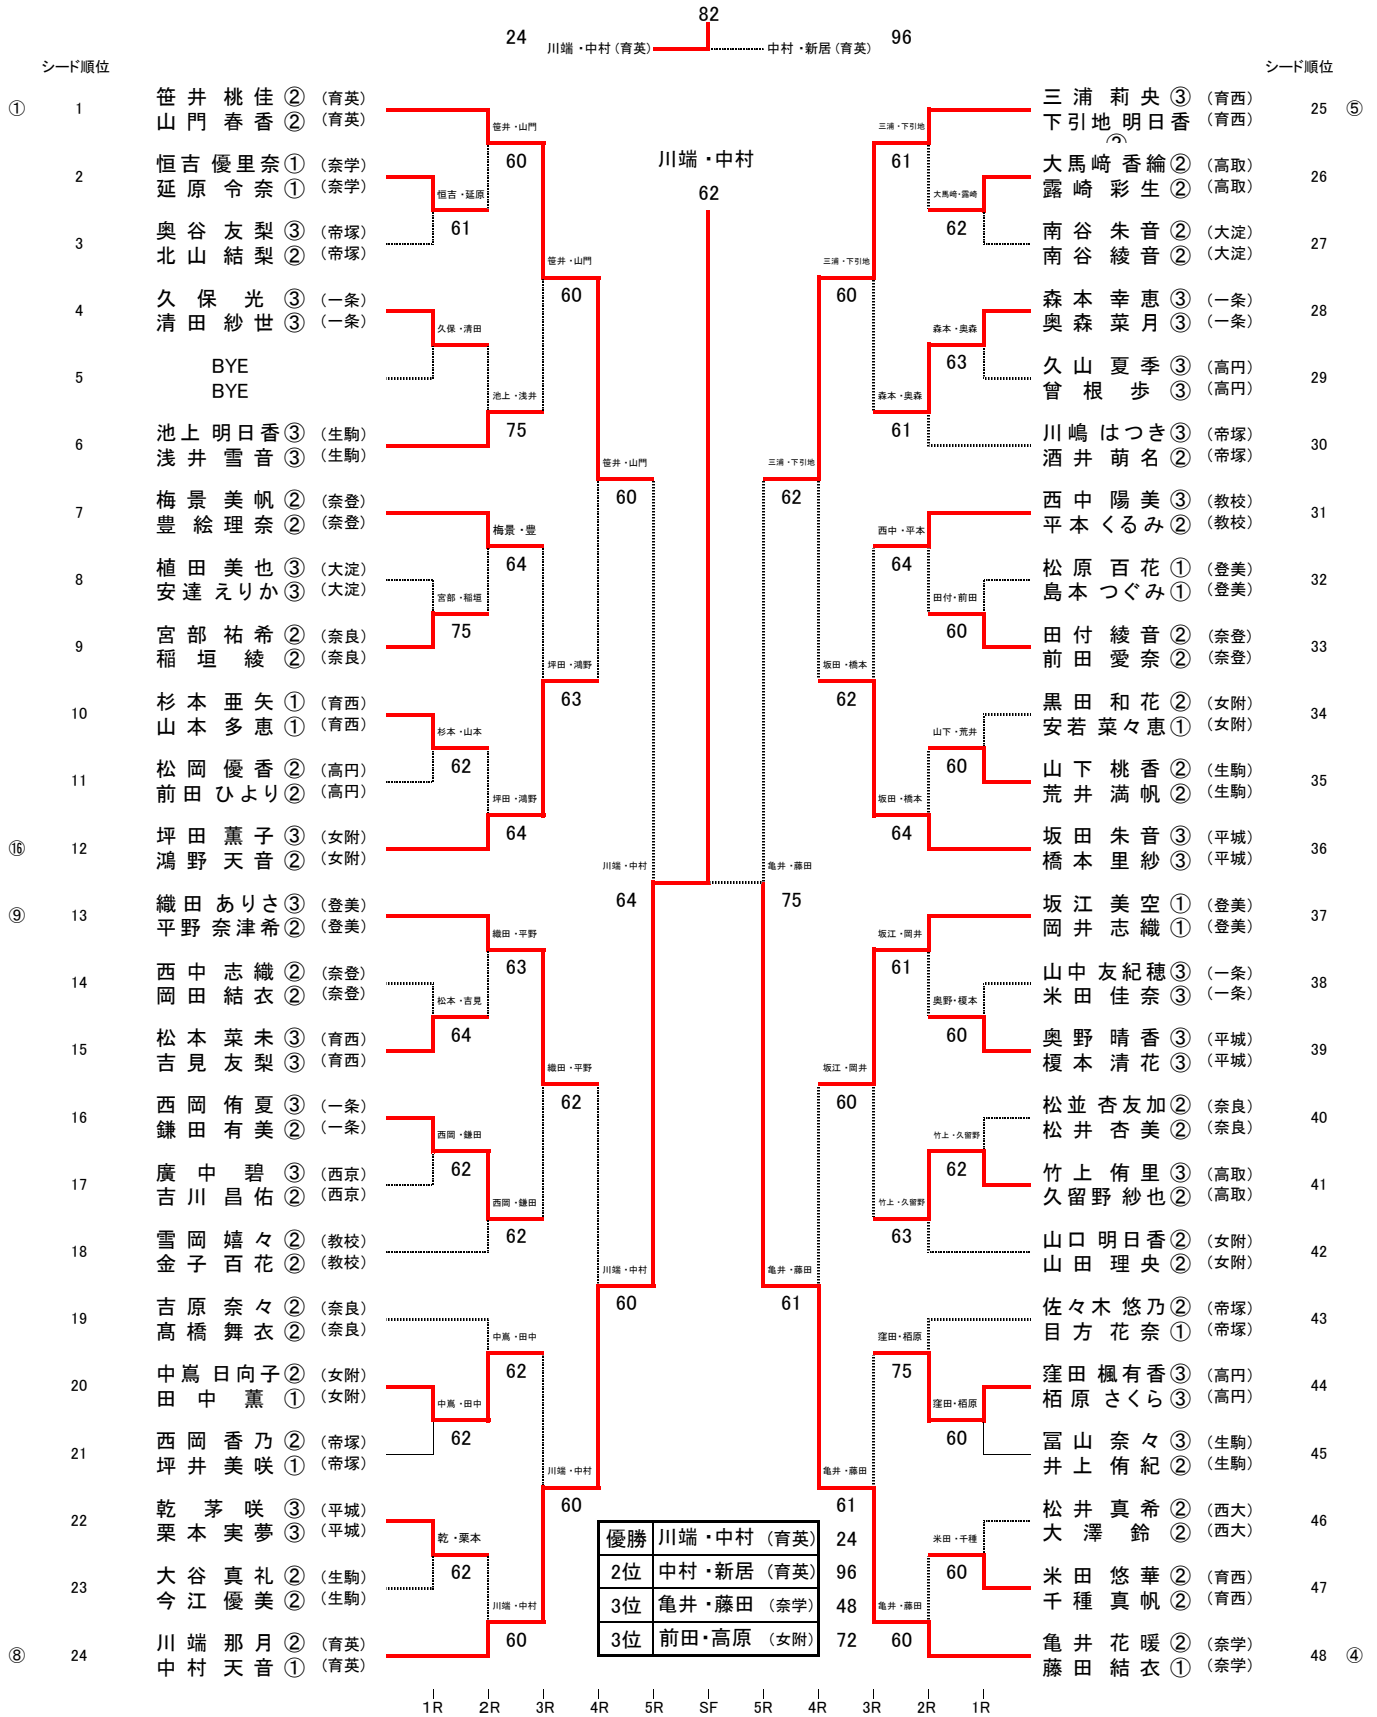 82
24 川端・中村(育英) 中村・新居(育英) 96
シード順位 シード順位
① 1 笹井桃佳② (育英)
山門春香② (育英)
2 恒吉優里奈① (奈学)
延原令奈① (奈学)
3 奥谷友梨③ (帝塚)
北山結梨② (帝塚)
4 久保光③ (一条)
清田紗世③ (一条)
5 BYE
BYE
6 池上明日香③ (生駒)
浅井雪音③ (生駒)
7 梅景美帆② (奈登)
豊絵理奈② (奈登)
8 植田美也③ (大淀)
安達えりか③ (大淀)
9 宮部祐希② (奈良)
稲垣綾② (奈良)
10 杉本亜矢① (育西)
山本多恵① (育西)
11 松岡優香② (高円)
前田ひより② (高円)
⑯ 12 坪田薫子③ (女附)
鴻野天音② (女附)
⑨ 13 織田ありさ③ (登美)
平野奈津希② (登美)
14 西中志織② (奈登)
岡田結衣② (奈登)
15 松本菜未③ (育西)
吉見友梨③ (育西)
16 西岡侑夏③ (一条)
鎌田有美② (一条)
17 廣中碧③ (西京)
吉川昌佑② (西京)
18 雪岡嬉々② (教校)
金子百花② (教校)
19 吉原奈々② (奈良)
髙橋舞衣② (奈良)
20 中嶌日向子② (女附)
田中薫① (女附)
21 西岡香乃② (帝塚)
坪井美咲① (帝塚)
22 乾茅咲③ (平城)
栗本実夢③ (平城)
23 大谷真礼② (生駒)
今江優美② (生駒)
⑧ 24 川端那月② (育英)
中村天音① (育英)
笹井・山門
60
恒吉・延原
61
笹井・山門
60
久保・清田
池上・浅井
75
笹井・山門
60
梅景・豊
64
宮部・稲垣
75
坪田・鴻野
63
杉本・山本
62
坪田・鴻野
64
川端・中村
64
織田・平野
63
松本・吉見
64
織田・平野
62
西岡・鎌田
62
西岡・鎌田
62
川端・中村
60
中嶌・田中
62
中嶌・田中
62
川端・中村
60
乾・栗本
62
川端・中村
60
川端・中村
62
三浦・下引地
61
大馬崎・露崎
62
三浦・下引地
60
森本・奥森
63
森本・奥森
61
三浦・下引地
62
西中・平本
64
田付・前田
60
坂田・橋本
62
山下・荒井
60
坂田・橋本
64
亀井・藤田
75
坂江・岡井
61
奥野・榎本
60
坂江・岡井
60
竹上・久留野
62
竹上・久留野
63
亀井・藤田
61
窪田・栢原
75
窪田・栢原
60
亀井・藤田
61
米田・千種
60
亀井・藤田
60
三浦莉央③ (育西) 25 ⑤
下引地明日香 (育西)
大馬﨑香綸② (高取) 26
露崎彩生② (高取)
南谷朱音② (大淀) 27
南谷綾音② (大淀)
森本幸恵③ (一条) 28
奥森菜月③ (一条)
久山夏季③ (高円) 29
曾根歩③ (高円)
川嶋はつき③ (帝塚) 30
酒井萌名② (帝塚)
西中陽美③ (教校) 31
平本くるみ② (教校)
松原百花① (登美) 32
島本つぐみ① (登美)
田付綾音② (奈登) 33
前田愛奈② (奈登)
黒田和花② (女附) 34
安若菜々恵① (女附)
山下桃香② (生駒) 35
荒井満帆② (生駒)
坂田朱音③ (平城) 36
橋本里紗③ (平城)
坂江美空① (登美) 37
岡井志織① (登美)
山中友紀穂③ (一条) 38
米田佳奈③ (一条)
奥野晴香③ (平城) 39
榎本清花③ (平城)
松並杏友加② (奈良) 40
松井杏美② (奈良)
竹上侑里③ (高取) 41
久留野紗也② (高取)
山口明日香② (女附) 42
山田理央② (女附)
佐々木悠乃② (帝塚) 43
目方花奈① (帝塚)
窪田楓有香③ (高円) 44
栢原さくら③ (高円)
冨山奈々③ (生駒) 45
井上侑紀② (生駒)
松井真希② (西大) 46
大澤鈴② (西大)
米田悠華② (育西) 47
千種真帆② (育西)
亀井花暖② (奈学) 48 ④
藤田結衣① (奈学)
優勝 川端・中村 (育英) 24
2位 中村・新居 (育英) 96
3位 亀井・藤田 (奈学) 48
3位 前田・高原 (女附) 72
1R 2R 3R 4R 5R SF 5R 4R 3R 2R 1R